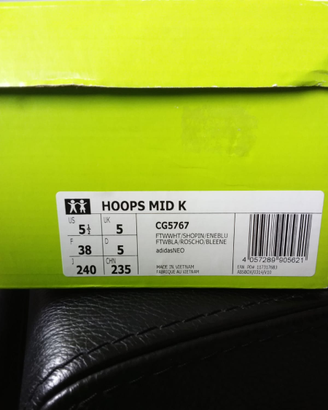 HOOPS MID K
US UK
5½ 5
F D
38 5
J CHN
240 235
CG5767
FTWWHT/SHOPIN/ENEBLU
FTWBLA/ROSCHO/BLEENE
adidasNEO
MADE IN VIETNAM
FABRIQUE AU VIETNAM
4 057289 905621